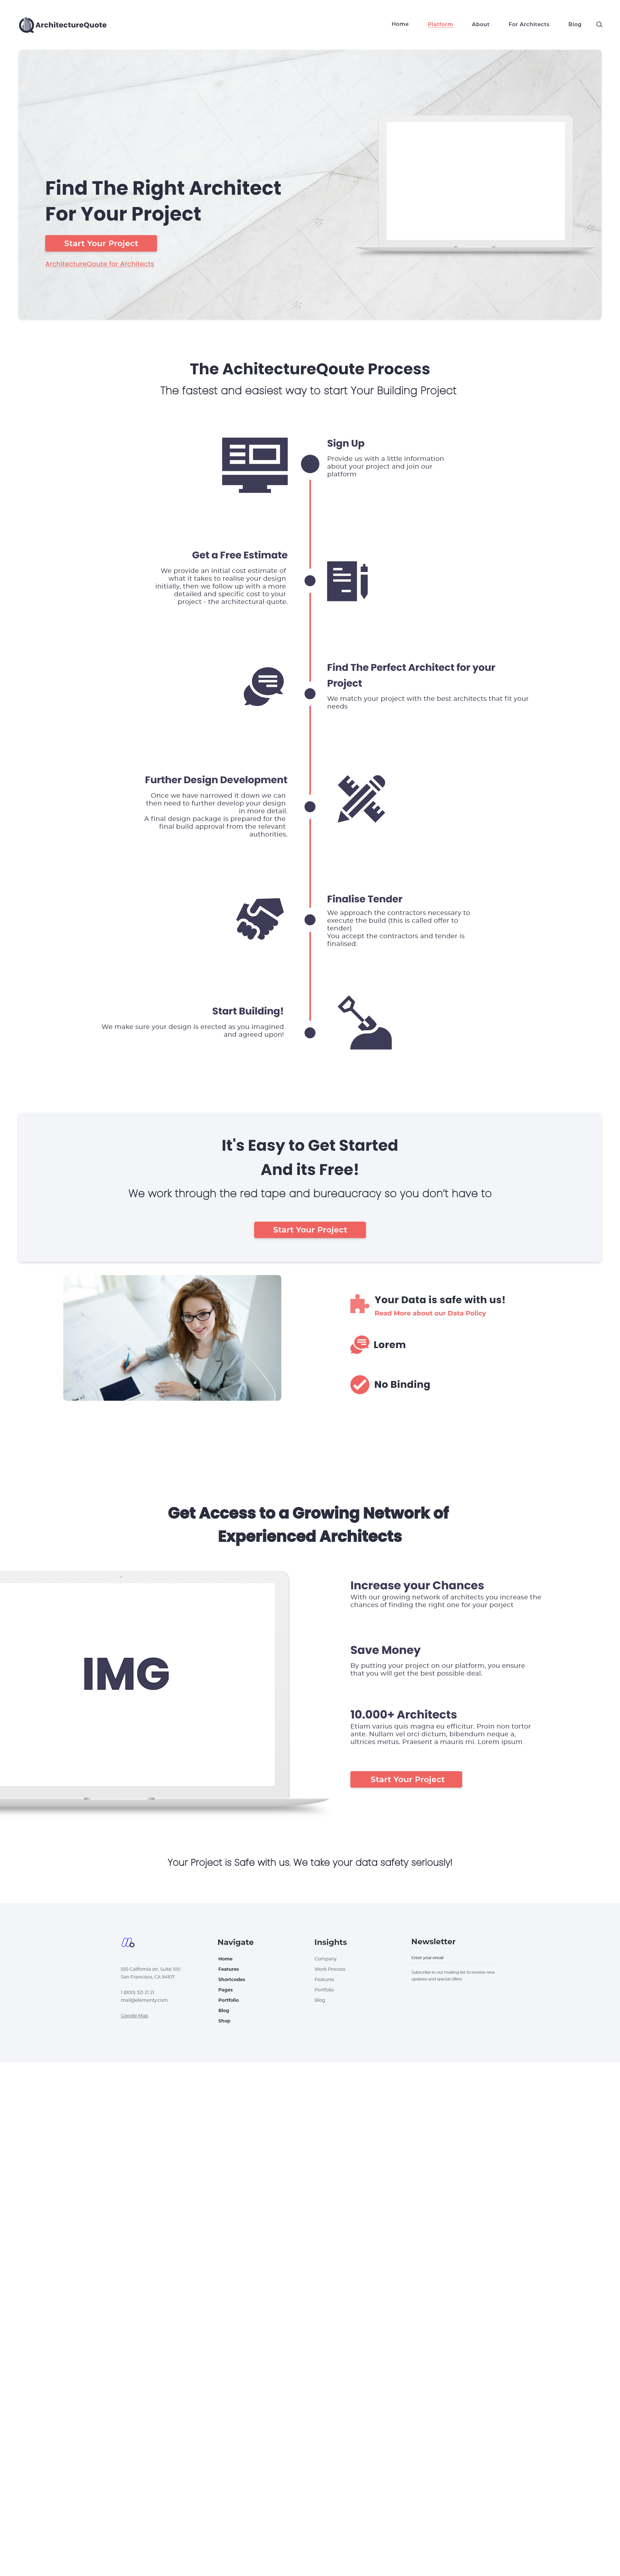 ArchitectureQuote
Home
Platform
About
For Architects
Blog
Find The Right Architect
For Your Project
Start Your Project
ArchitectureQoute for Architects
The AchitectureQoute Process
The fastest and easiest way to start Your Building Project
Sign Up
Provide us with a little information
about your project and join our
platform
Get a Free Estimate
We provide an initial cost estimate of
what it takes to realise your design
initially, then we follow up with a more
detailed and specific cost to your
project - the architectural quote.
Find The Perfect Architect for your
Project
We match your project with the best architects that fit your
needs
Further Design Development
Once we have narrowed it down we can
then need to further develop your design
in more detail.
A final design package is prepared for the
final build approval from the relevant
authorities.
Finalise Tender
We approach the contractors necessary to
execute the build (this is called offer to
tender)
You accept the contractors and tender is
finalised.
Start Building!
We make sure your design is erected as you imagined
and agreed upon!
It's Easy to Get Started
And its Free!
We work through the red tape and bureaucracy so you don't have to
Start Your Project
Your Data is safe with us!
Read More about our Data Policy
Lorem
No Binding
Get Access to a Growing Network of
Experienced Architects
IMG
Increase your Chances
With our growing network of architects you increase the
chances of finding the right one for your porject
Save Money
By putting your project on our platform, you ensure
that you will get the best possible deal.
10.000+ Architects
Etiam varius quis magna eu efficitur. Proin non tortor
ante. Nullam vel orci dictum, bibendum neque a,
ultrices metus. Praesent a mauris mi. Lorem ipsum
Start Your Project
Your Project is Safe with us. We take your data safety seriously!
555 California str, Suite 100
San Francisco, CA 94107
1 (800) 321 21 21
mail@elementy.com
Google Map
Navigate
Home
Features
Shortcodes
Pages
Portfolio
Blog
Shop
Insights
Company
Work Process
Features
Portfolio
Blog
Newsletter
Enter your email
Subscribe to our mailing list to receive new
updates and special offers